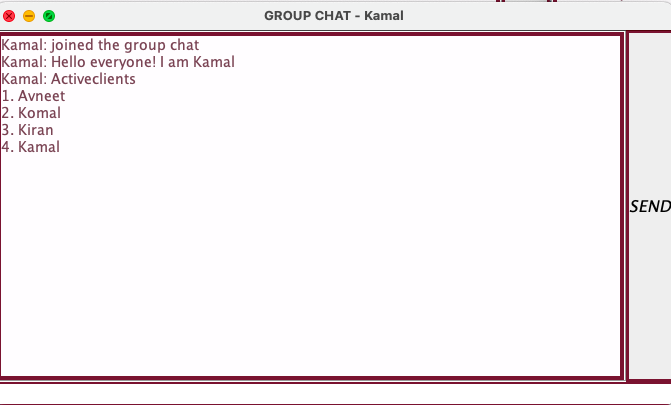 GROUP CHAT - Kamal
Kamal: joined the group chat
Kamal: Hello everyone! I am Kamal
Kamal: Activeclients
1. Avneet
2. Komal
3. Kiran
4. Kamal
SEND